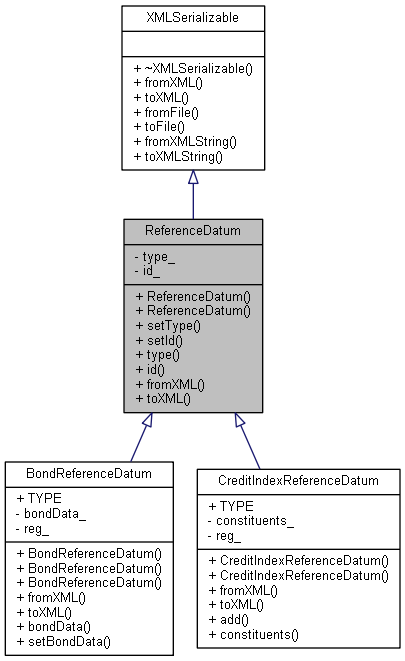 XMLSerializable
+ ~XMLSerializable()
+ fromXML()
+ toXML()
+ fromFile()
+ toFile()
+ fromXMLString()
+ toXMLString()
ReferenceDatum
- type_
- id_
+ ReferenceDatum()
+ ReferenceDatum()
+ setType()
+ setId()
+ type()
+ id()
+ fromXML()
+ toXML()
BondReferenceDatum
+ TYPE
- bondData_
- reg_
+ BondReferenceDatum()
+ BondReferenceDatum()
+ BondReferenceDatum()
+ fromXML()
+ toXML()
+ bondData()
+ setBondData()
CreditIndexReferenceDatum
+ TYPE
- constituents_
- reg_
+ CreditIndexReferenceDatum()
+ CreditIndexReferenceDatum()
+ fromXML()
+ toXML()
+ add()
+ constituents()